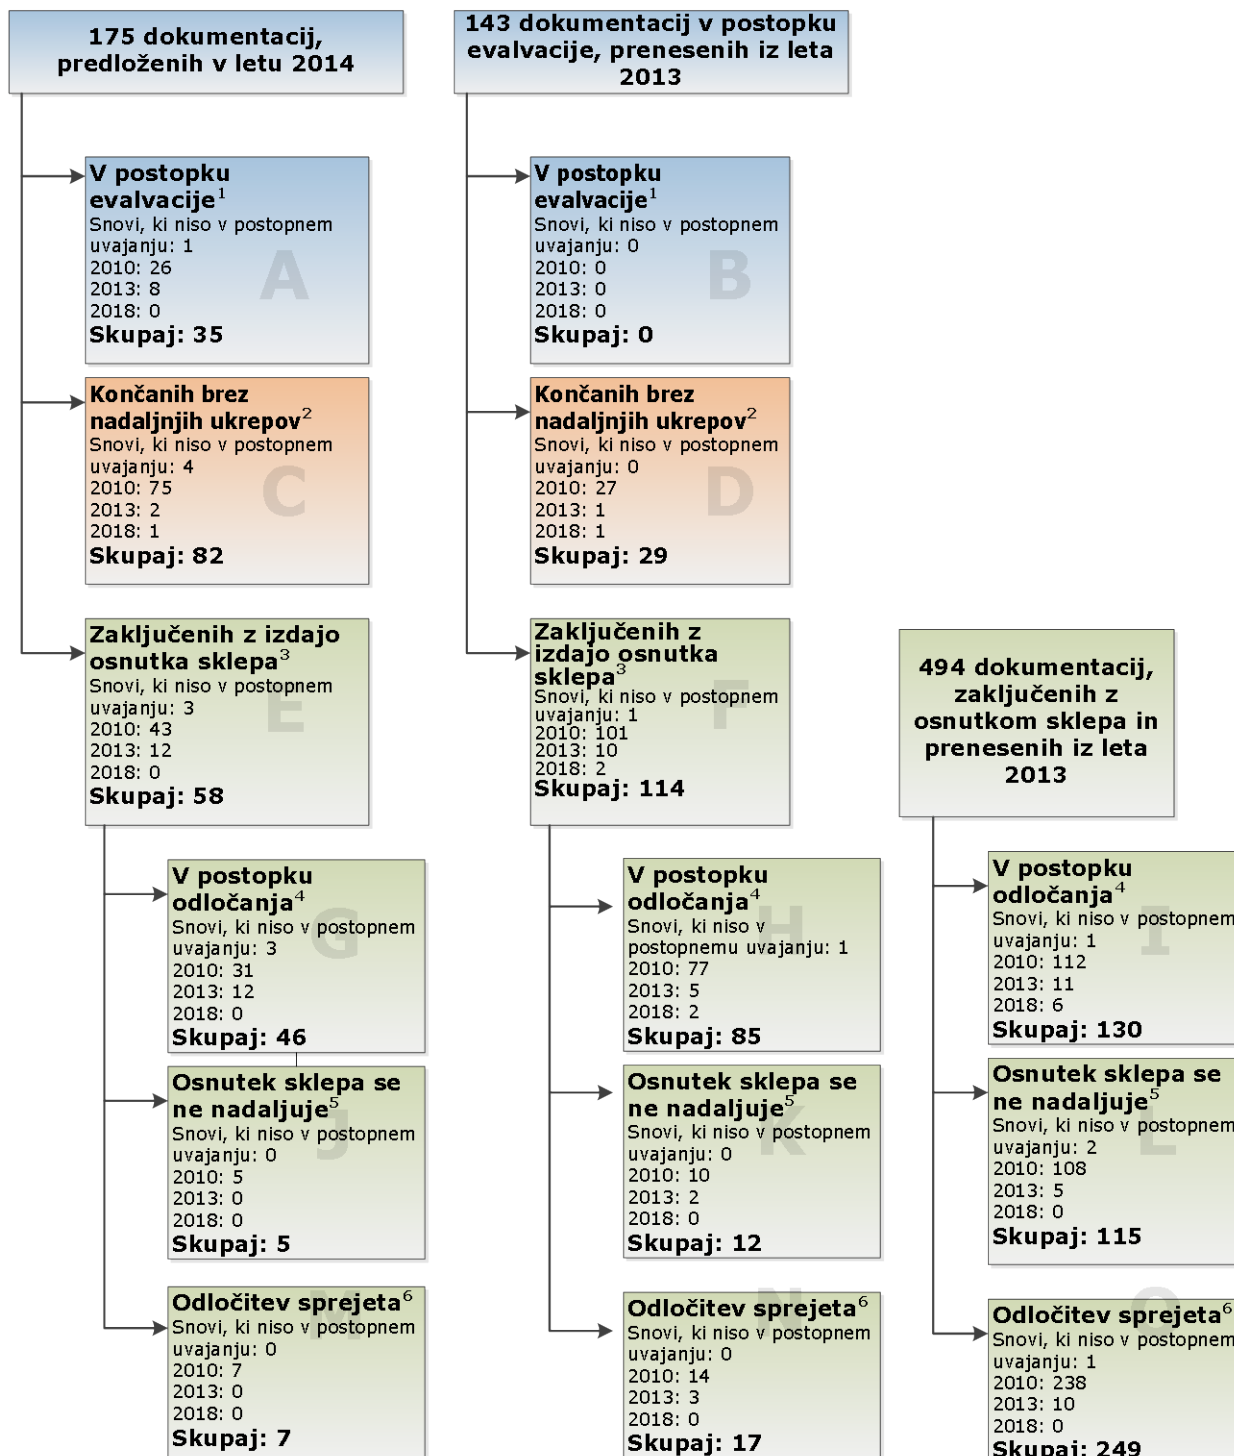 175 dokumentacij,
predloženih v letu 2014
143 dokumentacij v postopku
evalvacije, prenesenih iz leta
2013
V postopku
evalvacije1
Snovi, ki niso v postopnem
uvajanju: 1
2010: 26
2013: 8
2018: 0
Skupaj: 35
A
V postopku
evalvacije1
Snovi, ki niso v postopnem
uvajanju: 0
2010: 0
2013: 0
2018: 0
Skupaj: 0
B
Končanih brez
nadaljnjih ukrepov2
Snovi, ki niso v postopnem
uvajanju: 4
2010: 75
2013: 2
2018: 1
Skupaj: 82
C
Končanih brez
nadaljnjih ukrepov2
Snovi, ki niso v postopnem
uvajanju: 0
2010: 27
2013: 1
2018: 1
Skupaj: 29
D
Zaključenih z izdajo
osnutka sklepa3
Snovi, ki niso v postopnem
uvajanju: 3
2010: 43
2013: 12
2018: 0
Skupaj: 58
E
Zaključenih z
izdajo osnutka
sklepa3
Snovi, ki niso v postopnem
uvajanju: 1
2010: 101
2013: 10
2018: 2
Skupaj: 114
F
494 dokumentacij,
zaključenih z
osnutkom sklepa in
prenesenih iz leta
2013
V postopku
odločanja4
Snovi, ki niso v postopnem
uvajanju: 3
2010: 31
2013: 12
2018: 0
Skupaj: 46
G
V postopku
odločanja4
Snovi, ki niso v
postopnemu uvajanju: 1
2010: 77
2013: 5
2018: 2
Skupaj: 85
H
V postopku
odločanja4
Snovi, ki niso v postopnem
uvajanju: 1
2010: 112
2013: 11
2018: 6
Skupaj: 130
I
Osnutek sklepa se
ne nadaljuje5
Snovi, ki niso v postopnem
uvajanju: 0
2010: 5
2013: 0
2018: 0
Skupaj: 5
J
Osnutek sklepa se
ne nadaljuje5
Snovi, ki niso v postopnem
uvajanju: 0
2010: 10
2013: 2
2018: 0
Skupaj: 12
K
Osnutek sklepa se
ne nadaljuje5
Snovi, ki niso v postopnem
uvajanju: 2
2010: 108
2013: 5
2018: 0
Skupaj: 115
L
Odločitev sprejeta6
Snovi, ki niso v postopnem
uvajanju: 0
2010: 7
2013: 0
2018: 0
Skupaj: 7
M
Odločitev sprejeta6
Snovi, ki niso v postopnem
uvajanju: 0
2010: 14
2013: 3
2018: 0
Skupaj: 17
N
Odločitev sprejeta6
Snovi, ki niso v postopnem
uvajanju: 1
2010: 238
2013: 10
2018: 0
Skupaj: 249
O